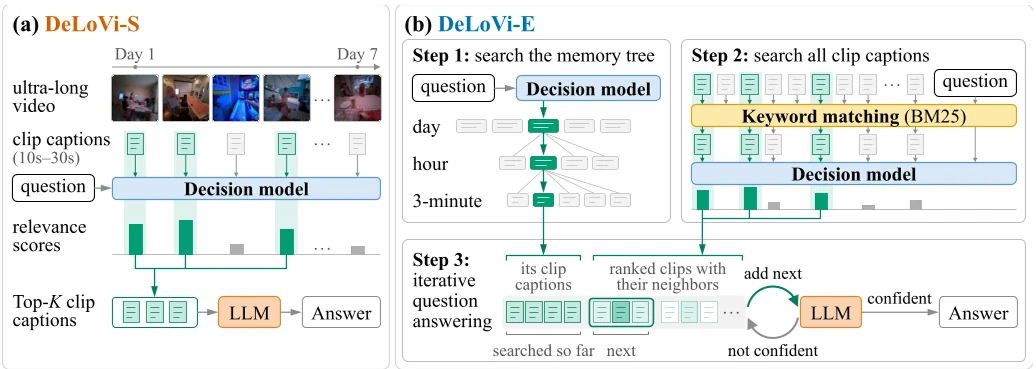 (a) DeLoVi-S
Day 1
Day 7
ultra-long
video
...
clip captions
(10s–30s)
...
question
Decision model
relevance
scores
...
Top-K clip
captions
LLM
Answer
(b) DeLoVi-E
Step 1: search the memory tree
question
Decision model
day
hour
3-minute
Step 2: search all clip captions
...
question
Keyword matching (BM25)
Decision model
Step 3:
iterative
question
answering
its clip
captions
ranked clips with
their neighbors
...
searched so far
next
add next
not confident
LLM
confident
Answer